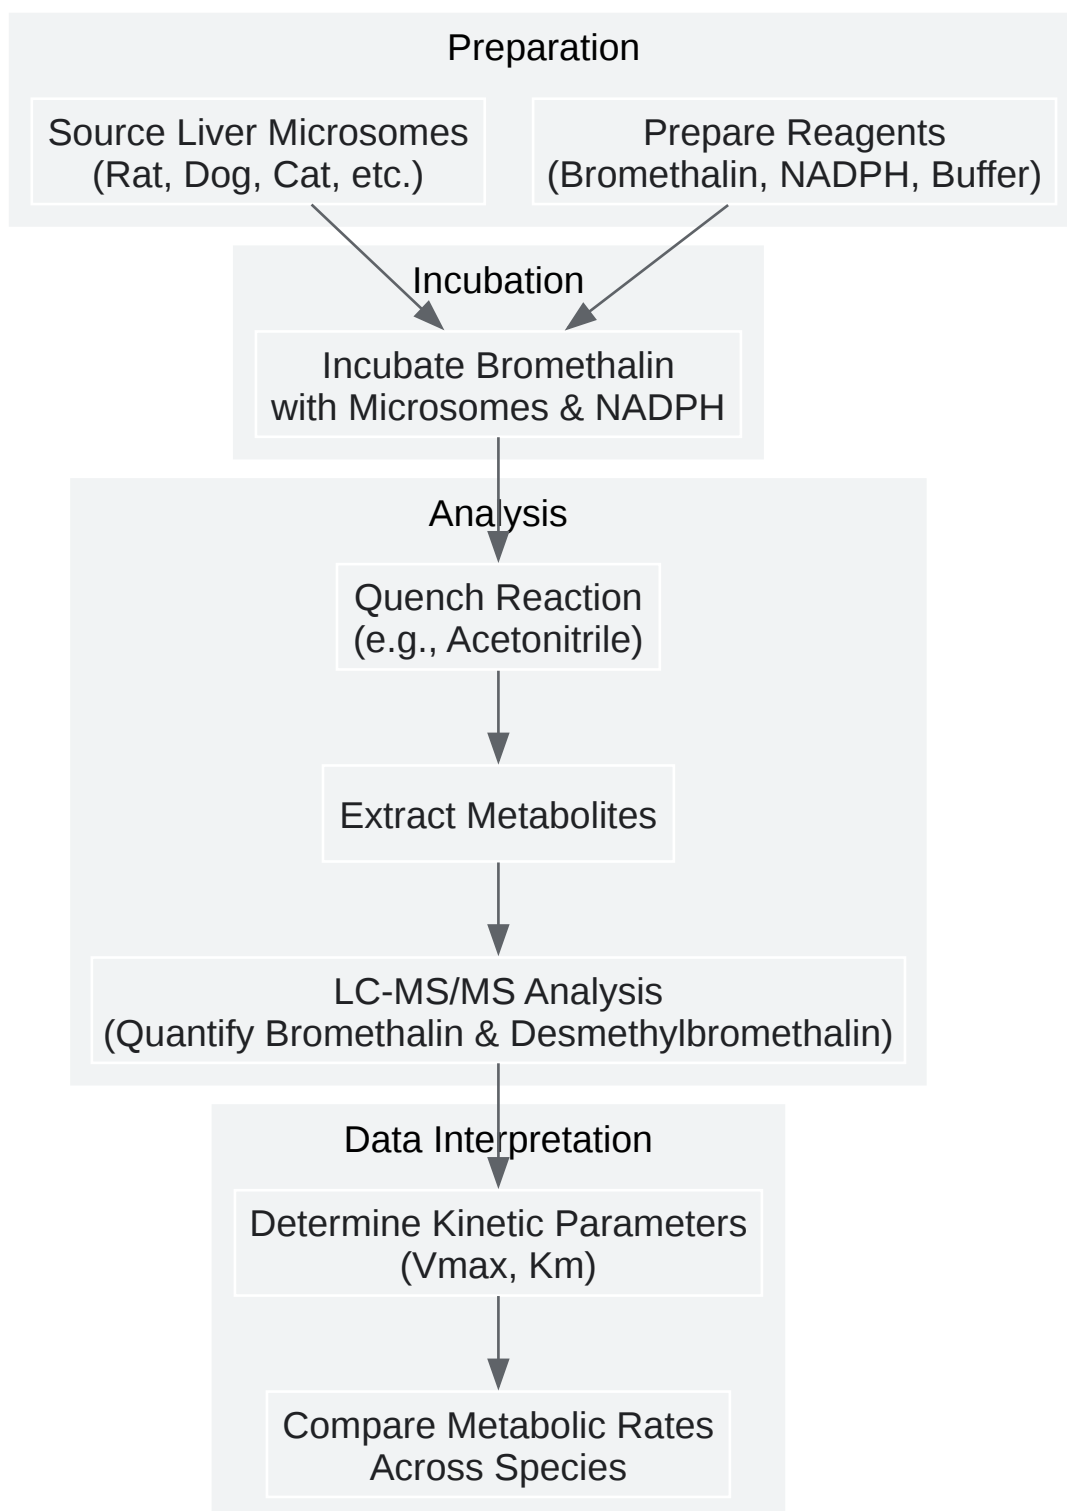 Preparation
Source Liver Microsomes
(Rat, Dog, Cat, etc.)
Prepare Reagents
(Bromethalin, NADPH, Buffer)
Incubation
Incubate Bromethalin
with Microsomes & NADPH
Analysis
Quench Reaction
(e.g., Acetonitrile)
Extract Metabolites
LC-MS/MS Analysis
(Quantify Bromethalin & Desmethylbromethalin)
Data Interpretation
Determine Kinetic Parameters
(Vmax, Km)
Compare Metabolic Rates
Across Species